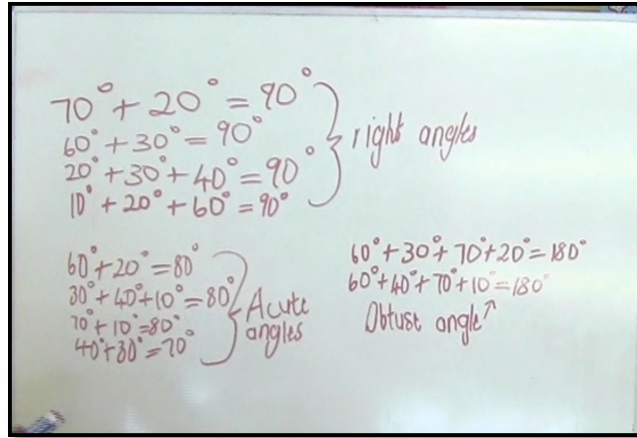 70° + 20° = 90°
60° + 30° = 90°
20° + 30° + 40° = 90°
10° + 20° + 60° = 90°
right angles
60° + 20° = 80°
30° + 40° + 10° = 80°
70° + 10° = 80°
40° + 30° = 70°
Acute
angles
60° + 30° + 70° + 20° = 180°
60° + 40° + 70° + 10° = 180°
Obtust angle